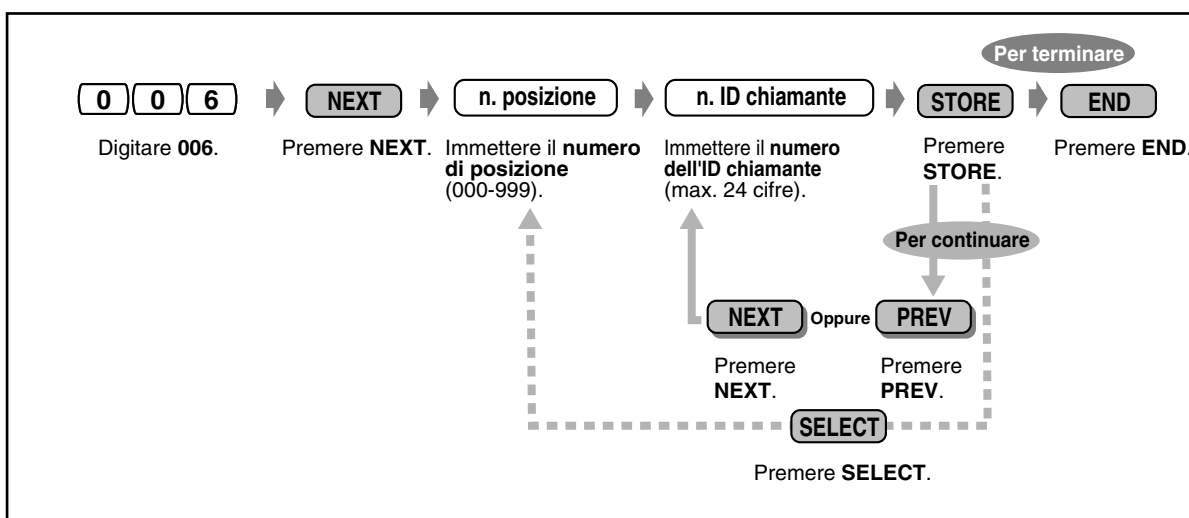 Per terminare
0 0 6 NEXT n. posizione n. ID chiamante STORE END
Digitare 006.
Premere NEXT.
Immettere il numero
di posizione
(000-999).
Immettere il numero
dell'ID chiamante
(max. 24 cifre).
Premere
STORE.
Premere END.
Per continuare
NEXT Oppure PREV
Premere
NEXT.
Premere
PREV.
SELECT
Premere SELECT.